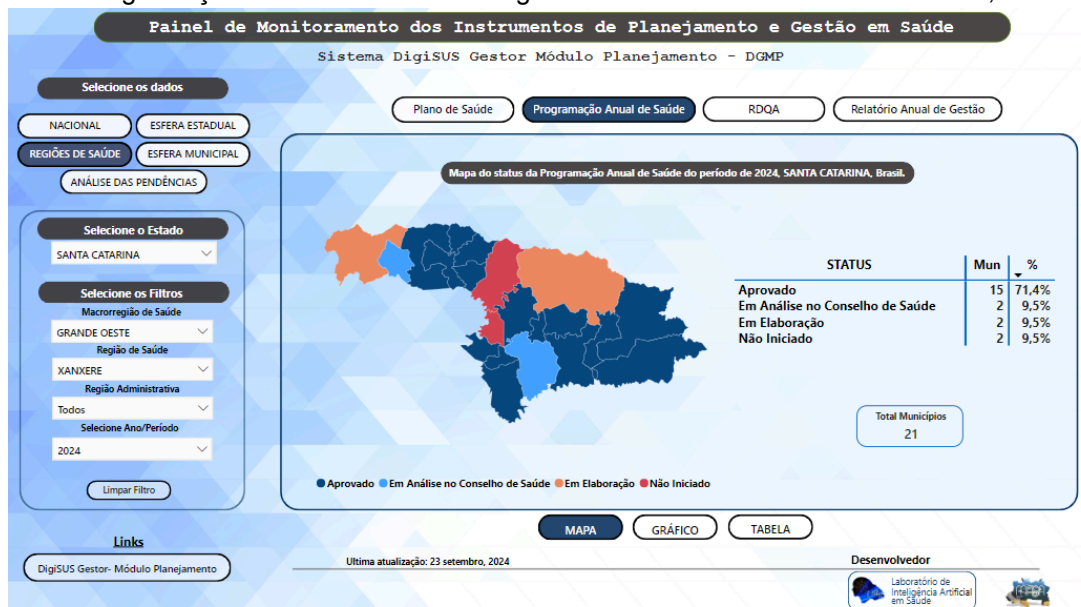 Painel de Monitoramento dos Instrumentos de Planejamento e Gestão em Saúde
Sistema DigiSUS Gestor Módulo Planejamento - DGMP
Selecione os dados
NACIONAL
ESFERA ESTADUAL
REGIÕES DE SAÚDE
ESFERA MUNICIPAL
ANÁLISE DAS PENDÊNCIAS
Plano de Saúde
Programação Anual de Saúde
RDQA
Relatório Anual de Gestão
Selecione o Estado
SANTA CATARINA
Selecione os Filtros
Macrorregião de Saúde
GRANDE OESTE
Região de Saúde
XANXERE
Região Administrativa
Todos
Selecione Ano/Período
2024
Limpar Filtro
Links
DigiSUS Gestor- Módulo Planejamento
Mapa do status da Programação Anual de Saúde do período de 2024, SANTA CATARINA, Brasil.
STATUS Mun %
Aprovado 15 71,4%
Em Análise no Conselho de Saúde 2 9,5%
Em Elaboração 2 9,5%
Não Iniciado 2 9,5%
Total Municípios
21
Aprovado Em Análise no Conselho de Saúde Em Elaboração Não Iniciado
MAPA
GRÁFICO
TABELA
Ultima atualização: 23 setembro, 2024
Desenvolvedor
Laboratório de
Inteligência Artificial
em Saúde